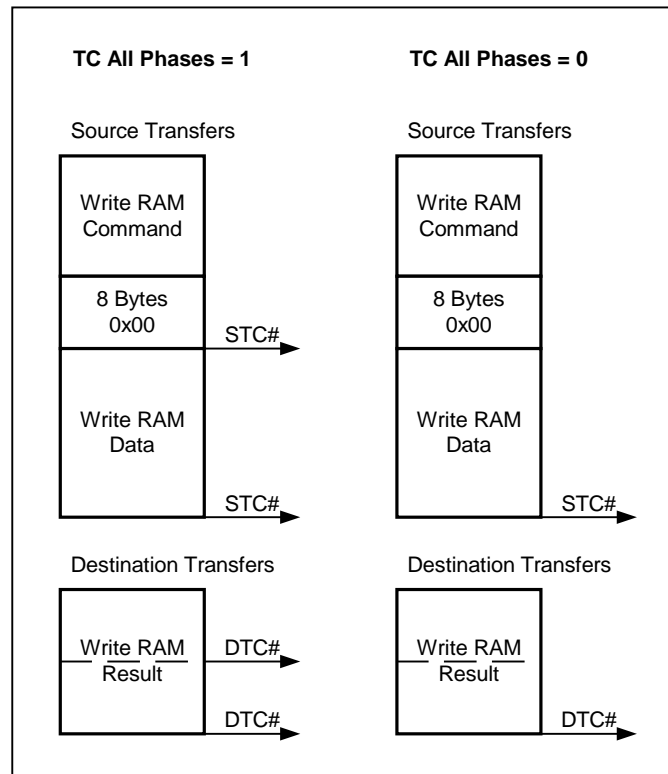 TC All Phases = 1
TC All Phases = 0
Source Transfers
Source Transfers
Write RAM
Command
Write RAM
Command
8 Bytes
0x00
8 Bytes
0x00
STC#
Write RAM
Data
Write RAM
Data
STC#
STC#
Destination Transfers
Destination Transfers
Write RAM
Result
DTC#
Write RAM
Result
DTC#
DTC#